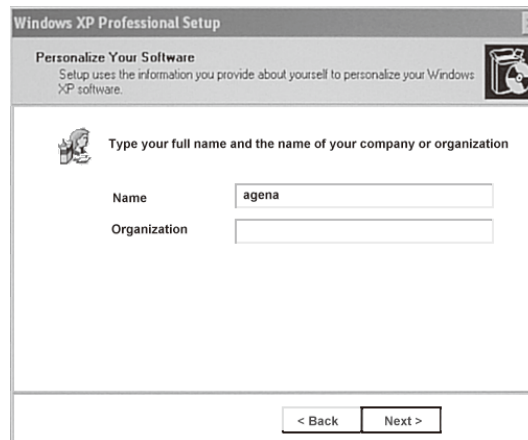 Windows XP Professional Setup
Personalize Your Software
Setup uses the information you provide about yourself to personalize your Windows
XP software.
Type your full name and the name of your company or organization
Name
agena
Organization
< Back
Next >